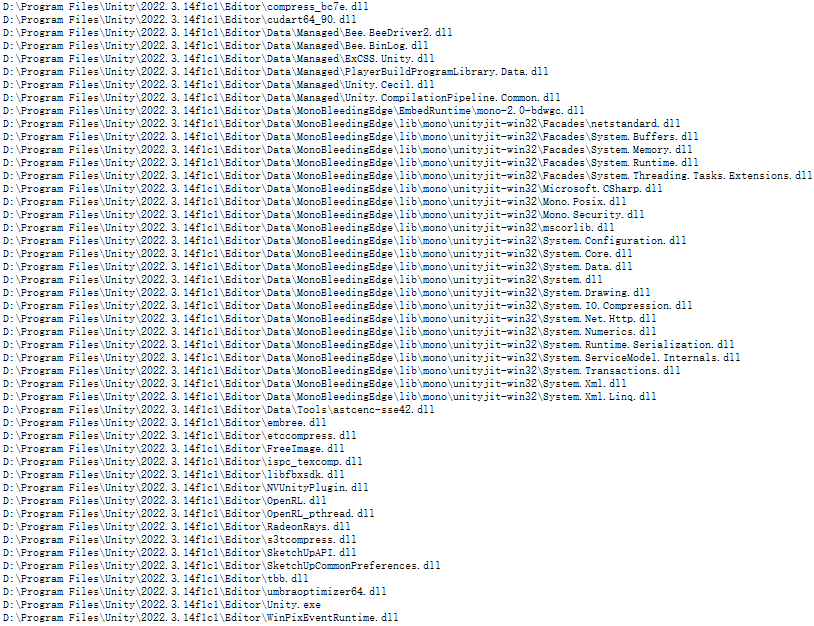 D:\Program Files\Unity\2022.3.14f1c1\Editor\compress_bc7e.dll
D:\Program Files\Unity\2022.3.14f1c1\Editor\cudart64_90.dll
D:\Program Files\Unity\2022.3.14f1c1\Editor\Data\Managed\Bee.BeeDriver2.dll
D:\Program Files\Unity\2022.3.14f1c1\Editor\Data\Managed\Bee.BinLog.dll
D:\Program Files\Unity\2022.3.14f1c1\Editor\Data\Managed\ExCSS.Unity.dll
D:\Program Files\Unity\2022.3.14f1c1\Editor\Data\Managed\PlayerBuildProgramLibrary.Data.dll
D:\Program Files\Unity\2022.3.14f1c1\Editor\Data\Managed\Unity.Cecil.dll
D:\Program Files\Unity\2022.3.14f1c1\Editor\Data\Managed\Unity.CompilationPipeline.Common.dll
D:\Program Files\Unity\2022.3.14f1c1\Editor\Data\MonoBleedingEdge\EmbedRuntime\mono-2.0-bdwgc.dll
D:\Program Files\Unity\2022.3.14f1c1\Editor\Data\MonoBleedingEdge\lib\mono\unityjit-win32\Facades\netstandard.dll
D:\Program Files\Unity\2022.3.14f1c1\Editor\Data\MonoBleedingEdge\lib\mono\unityjit-win32\Facades\System.Buffers.dll
D:\Program Files\Unity\2022.3.14f1c1\Editor\Data\MonoBleedingEdge\lib\mono\unityjit-win32\Facades\System.Memory.dll
D:\Program Files\Unity\2022.3.14f1c1\Editor\Data\MonoBleedingEdge\lib\mono\unityjit-win32\Facades\System.Runtime.dll
D:\Program Files\Unity\2022.3.14f1c1\Editor\Data\MonoBleedingEdge\lib\mono\unityjit-win32\Facades\System.Threading.Tasks.Extensions.dll
D:\Program Files\Unity\2022.3.14f1c1\Editor\Data\MonoBleedingEdge\lib\mono\unityjit-win32\Microsoft.CSharp.dll
D:\Program Files\Unity\2022.3.14f1c1\Editor\Data\MonoBleedingEdge\lib\mono\unityjit-win32\Mono.Posix.dll
D:\Program Files\Unity\2022.3.14f1c1\Editor\Data\MonoBleedingEdge\lib\mono\unityjit-win32\Mono.Security.dll
D:\Program Files\Unity\2022.3.14f1c1\Editor\Data\MonoBleedingEdge\lib\mono\unityjit-win32\mscorlib.dll
D:\Program Files\Unity\2022.3.14f1c1\Editor\Data\MonoBleedingEdge\lib\mono\unityjit-win32\System.Configuration.dll
D:\Program Files\Unity\2022.3.14f1c1\Editor\Data\MonoBleedingEdge\lib\mono\unityjit-win32\System.Core.dll
D:\Program Files\Unity\2022.3.14f1c1\Editor\Data\MonoBleedingEdge\lib\mono\unityjit-win32\System.Data.dll
D:\Program Files\Unity\2022.3.14f1c1\Editor\Data\MonoBleedingEdge\lib\mono\unityjit-win32\System.dll
D:\Program Files\Unity\2022.3.14f1c1\Editor\Data\MonoBleedingEdge\lib\mono\unityjit-win32\System.Drawing.dll
D:\Program Files\Unity\2022.3.14f1c1\Editor\Data\MonoBleedingEdge\lib\mono\unityjit-win32\System.IO.Compression.dll
D:\Program Files\Unity\2022.3.14f1c1\Editor\Data\MonoBleedingEdge\lib\mono\unityjit-win32\System.Net.Http.dll
D:\Program Files\Unity\2022.3.14f1c1\Editor\Data\MonoBleedingEdge\lib\mono\unityjit-win32\System.Numerics.dll
D:\Program Files\Unity\2022.3.14f1c1\Editor\Data\MonoBleedingEdge\lib\mono\unityjit-win32\System.Runtime.Serialization.dll
D:\Program Files\Unity\2022.3.14f1c1\Editor\Data\MonoBleedingEdge\lib\mono\unityjit-win32\System.ServiceModel.Internals.dll
D:\Program Files\Unity\2022.3.14f1c1\Editor\Data\MonoBleedingEdge\lib\mono\unityjit-win32\System.Transactions.dll
D:\Program Files\Unity\2022.3.14f1c1\Editor\Data\MonoBleedingEdge\lib\mono\unityjit-win32\System.Xml.dll
D:\Program Files\Unity\2022.3.14f1c1\Editor\Data\MonoBleedingEdge\lib\mono\unityjit-win32\System.Xml.Linq.dll
D:\Program Files\Unity\2022.3.14f1c1\Editor\Data\Tools\astcenc-sse42.dll
D:\Program Files\Unity\2022.3.14f1c1\Editor\embree.dll
D:\Program Files\Unity\2022.3.14f1c1\Editor\etccompress.dll
D:\Program Files\Unity\2022.3.14f1c1\Editor\FreeImage.dll
D:\Program Files\Unity\2022.3.14f1c1\Editor\ispc_texcomp.dll
D:\Program Files\Unity\2022.3.14f1c1\Editor\libfbxsdk.dll
D:\Program Files\Unity\2022.3.14f1c1\Editor\NVUnityPlugin.dll
D:\Program Files\Unity\2022.3.14f1c1\Editor\OpenRL.dll
D:\Program Files\Unity\2022.3.14f1c1\Editor\OpenRL_pthread.dll
D:\Program Files\Unity\2022.3.14f1c1\Editor\RadeonRays.dll
D:\Program Files\Unity\2022.3.14f1c1\Editor\s3tcompress.dll
D:\Program Files\Unity\2022.3.14f1c1\Editor\SketchUpAPI.dll
D:\Program Files\Unity\2022.3.14f1c1\Editor\SketchUpCommonPreferences.dll
D:\Program Files\Unity\2022.3.14f1c1\Editor\tbb.dll
D:\Program Files\Unity\2022.3.14f1c1\Editor\umbraoptimizer64.dll
D:\Program Files\Unity\2022.3.14f1c1\Editor\Unity.exe
D:\Program Files\Unity\2022.3.14f1c1\Editor\WinPixEventRuntime.dll